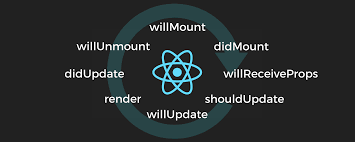 willMount
willUnmount
didMount
didUpdate
willReceiveProps
render
shouldUpdate
willUpdate